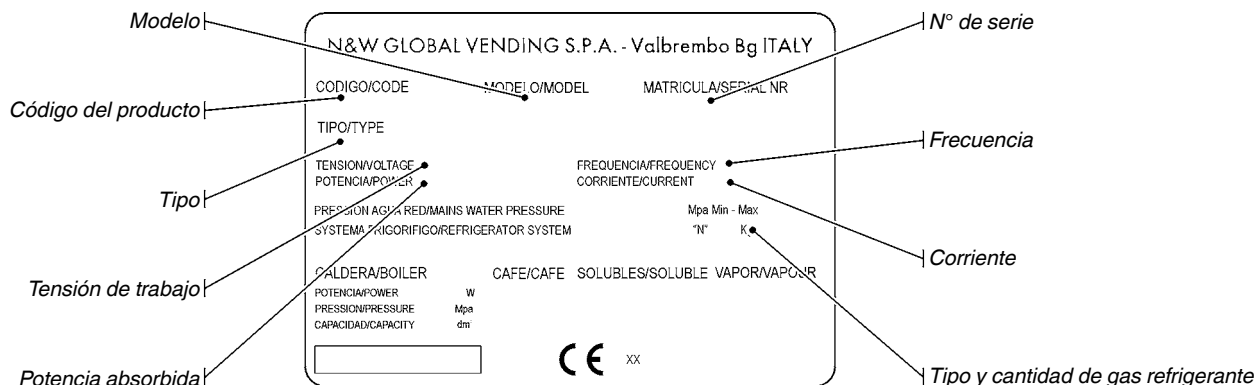 Modelo
N° de serie
N&W GLOBAL VENDING S.P.A. - Valbrembo Bg ITALY
CODIGO/CODE MODELO/MODEL MATRICULA/SERIAL NR
Código del producto
TIPO/TYPE
Frecuencia
TENSION/VOLTAGE FREQUENCIA/FREQUENCY
POTENCIA/POWER CORRIENTE/CURRENT
Tipo
PRESSION AGUA RED/MAINS WATER PRESSURE Mpa Min - Max
SYSTEMA FRIGORIFIGO/REFRIGERATOR SYSTEM "N" K
Corriente
CALDERA/BOILER CAFE/CAFE SOLUBLES/SOLUBLE VAPOR/VAPOUR
Tensión de trabajo
POTENCIA/POWER W
PRESSION/PRESSURE Mpa
CAPACIDAD/CAPACITY dm
CE XX
Potencia absorbida
Tipo y cantidad de gas refrigerante